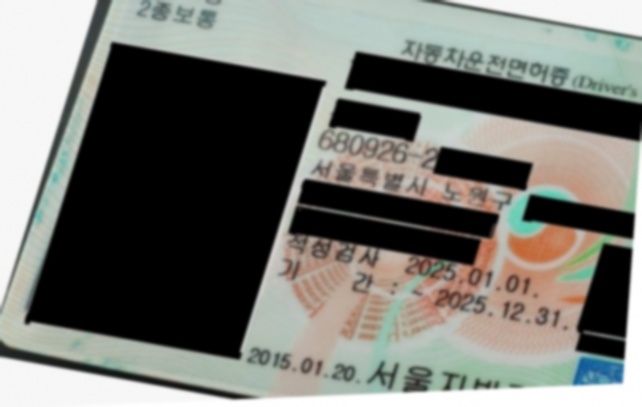 2종보통
자동차운전면허증 (Driver's
680926-2
서울특별시 노원구
적성검사 2025.01.01.
기 간 : ~ 2025.12.31.
2015.01.20. 서울지방